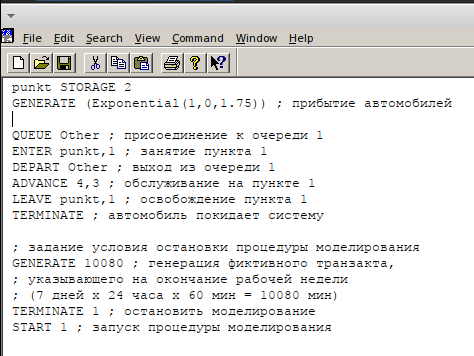 File Edit Search View Command Window Help
punkt STORAGE 2
GENERATE (Exponential(1,0,1.75)) ; прибытие автомобилей
QUEUE Other ; присоединение к очереди 1
ENTER punkt,1 ; занятие пункта 1
DEPART Other ; выход из очереди 1
ADVANCE 4,3 ; обслуживание на пункте 1
LEAVE punkt,1 ; освобождение пункта 1
TERMINATE ; автомобиль покидает систему
; задание условия остановки процедуры моделирования
GENERATE 10080 ; генерация фиктивного транзакта,
; указывающего на окончание рабочей недели
; (7 дней x 24 часа x 60 мин = 10080 мин)
TERMINATE 1 ; остановить моделирование
START 1 ; запуск процедуры моделирования